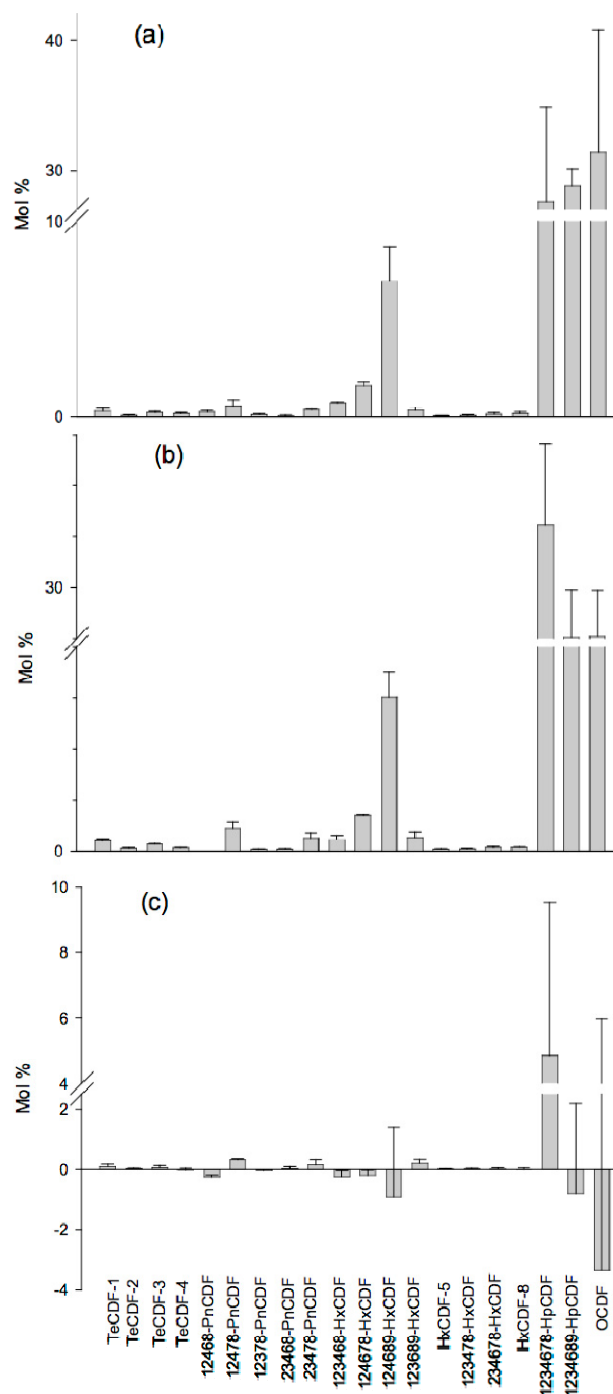 (a)
Mol %
40
30
10
0
(b)
Mol %
30
0
(c)
Mol %
10
8
6
4
2
0
-2
-4
TeCDF-1
TeCDF-2
TeCDF-3
TeCDF-4
12468-PnCDF
12478-PnCDF
12378-PnCDF
23468-PnCDF
23478-PnCDF
123468-HxCDF
124678-HxCDF
124689-HxCDF
123689-HxCDF
HxCDF-5
123478-HxCDF
234678-HxCDF
HxCDF-8
1234678-HpCDF
1234689-HpCDF
OCDF